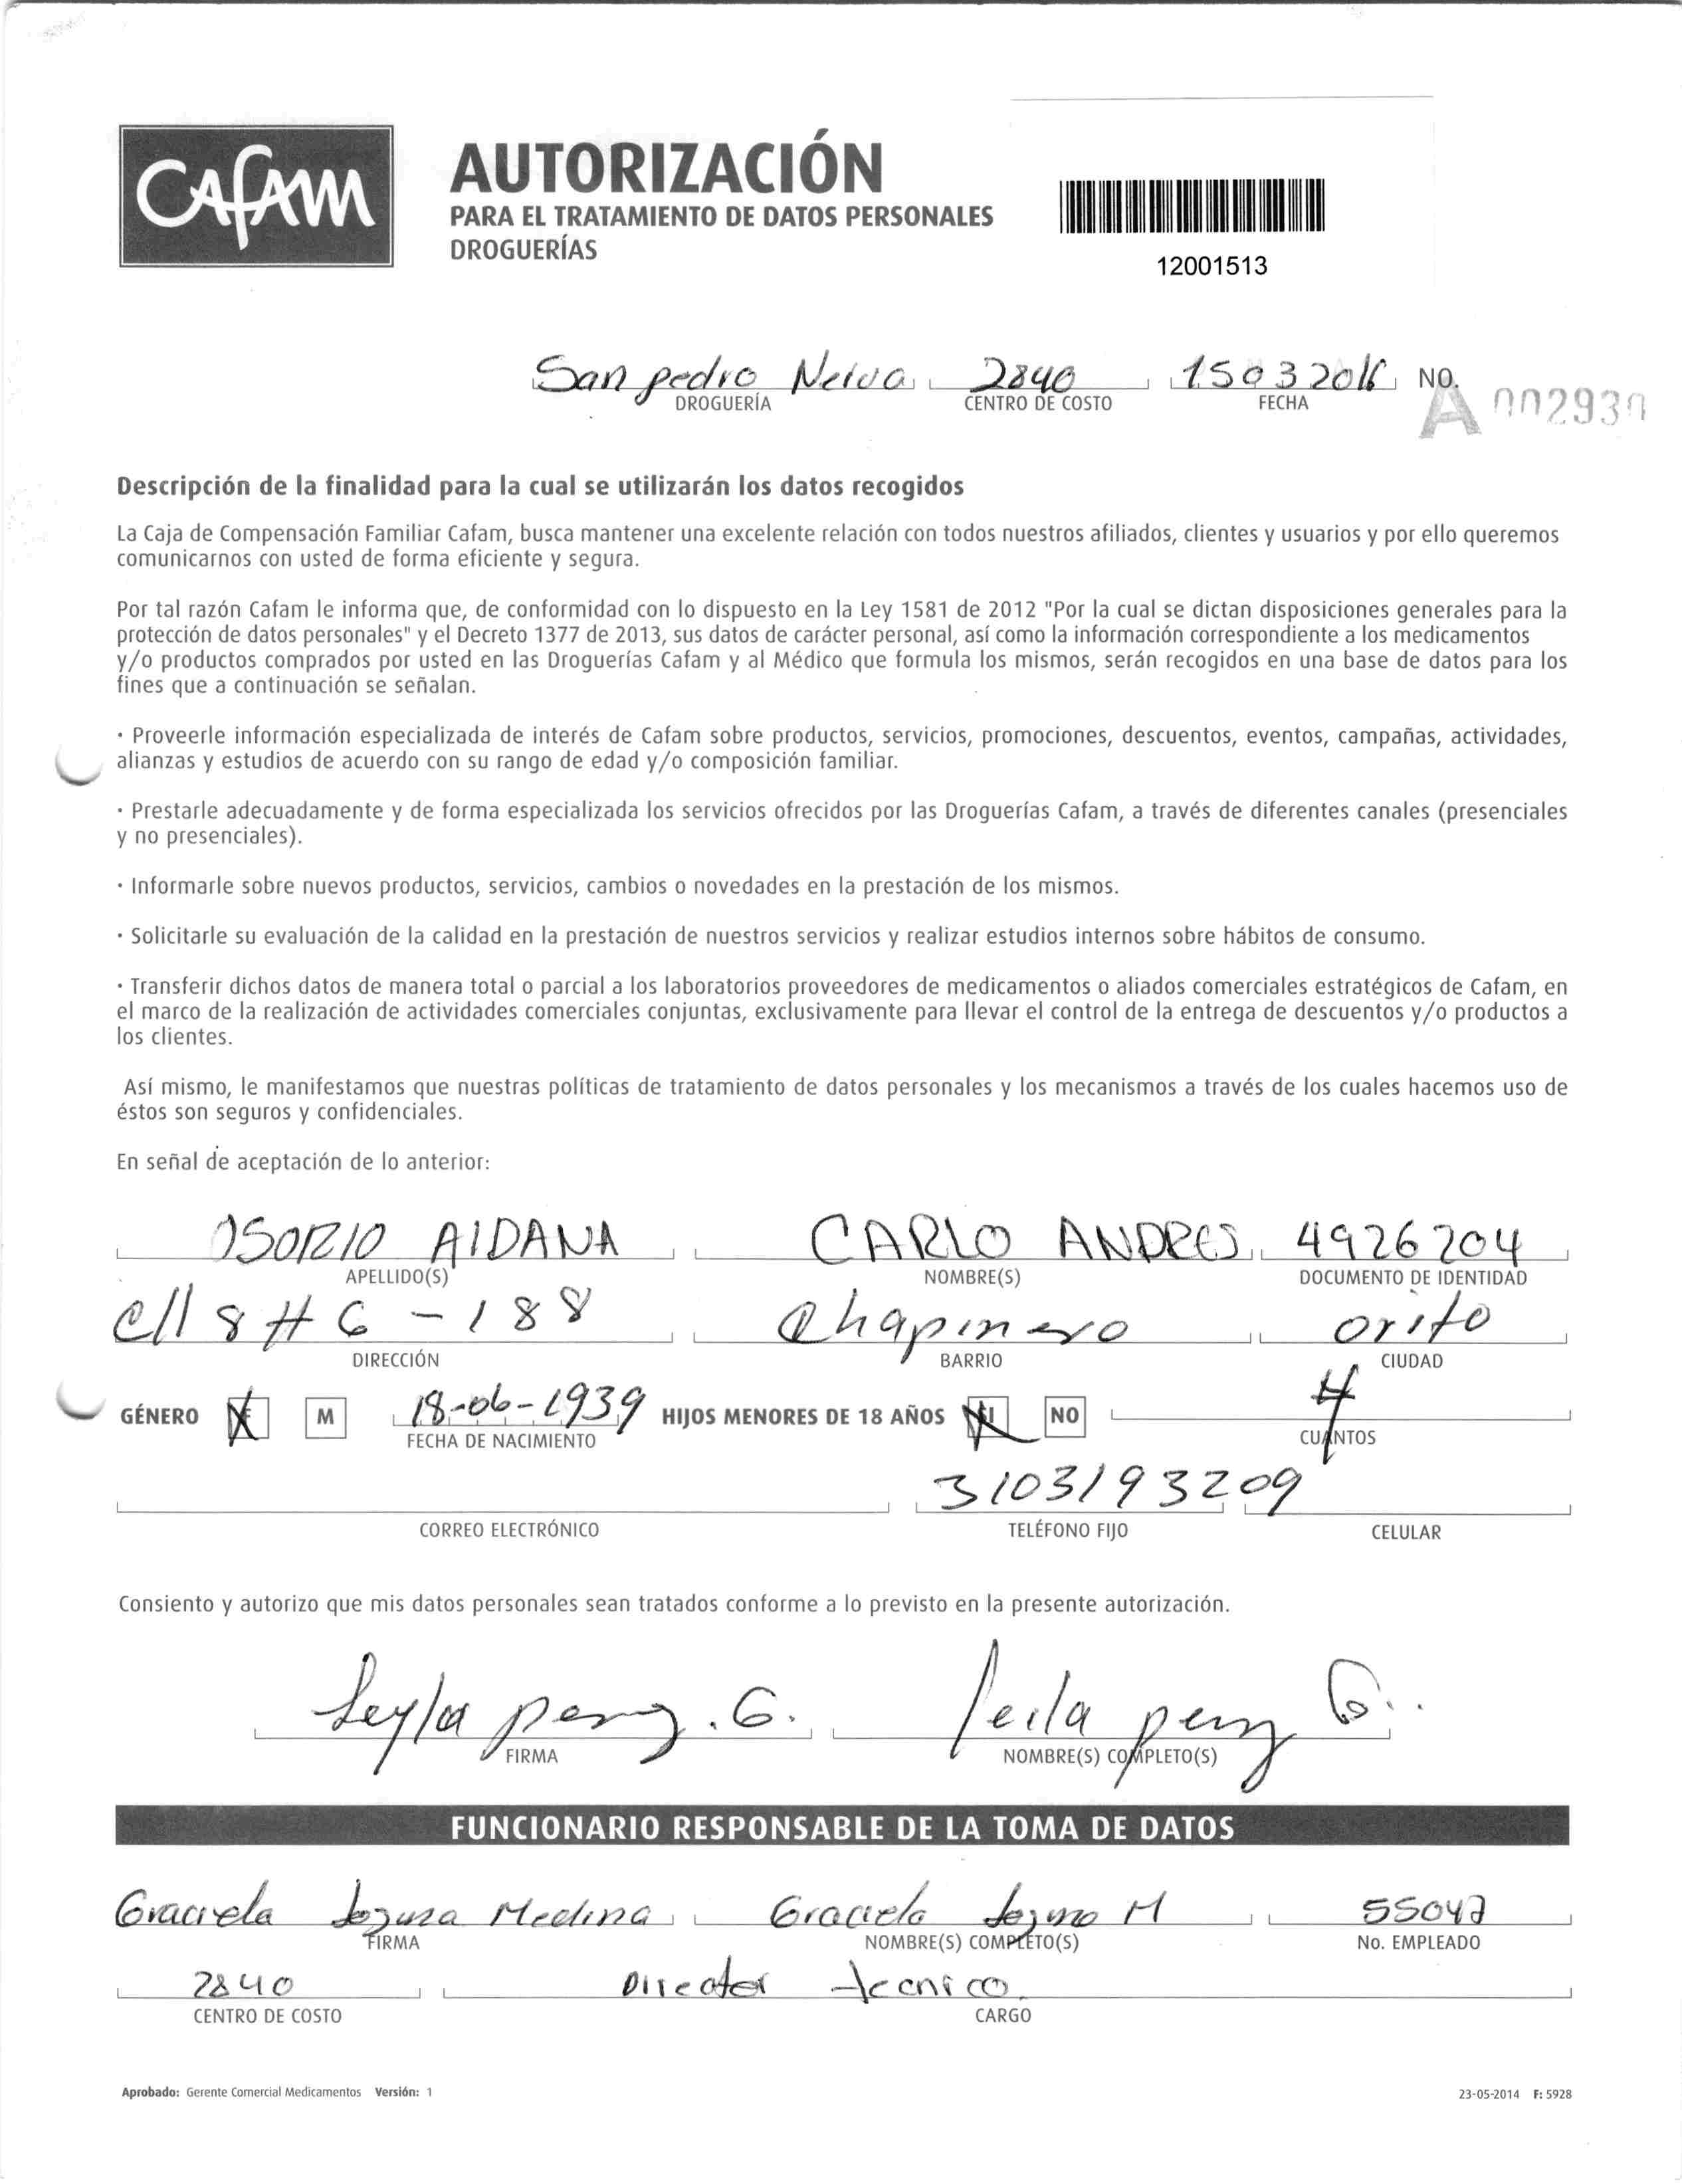 CAFAM
AUTORIZACIÓN
PARA EL TRATAMIENTO DE DATOS PERSONALES
DROGUERÍAS
12001513
San pedro Neiva 2840 15032016 NO.
DROGUERÍA CENTRO DE COSTO FECHA A 002930
Descripción de la finalidad para la cual se utilizarán los datos recogidos
La Caja de Compensación Familiar Cafam, busca mantener una excelente relación con todos nuestros afiliados, clientes y usuarios y por ello queremos
comunicarnos con usted de forma eficiente y segura.
Por tal razón Cafam le informa que, de conformidad con lo dispuesto en la Ley 1581 de 2012 "Por la cual se dictan disposiciones generales para la
protección de datos personales" y el Decreto 1377 de 2013, sus datos de carácter personal, así como la información correspondiente a los medicamentos
y/o productos comprados por usted en las Droguerías Cafam y al Médico que formula los mismos, serán recogidos en una base de datos para los
fines que a continuación se señalan.
· Proveerle información especializada de interés de Cafam sobre productos, servicios, promociones, descuentos, eventos, campañas, actividades,
alianzas y estudios de acuerdo con su rango de edad y/o composición familiar.
· Prestarle adecuadamente y de forma especializada los servicios ofrecidos por las Droguerías Cafam, a través de diferentes canales (presenciales
y no presenciales).
· Informarle sobre nuevos productos, servicios, cambios o novedades en la prestación de los mismos.
· Solicitarle su evaluación de la calidad en la prestación de nuestros servicios y realizar estudios internos sobre hábitos de consumo.
· Transferir dichos datos de manera total o parcial a los laboratorios proveedores de medicamentos o aliados comerciales estratégicos de Cafam, en
el marco de la realización de actividades comerciales conjuntas, exclusivamente para llevar el control de la entrega de descuentos y/o productos a
los clientes.
Así mismo, le manifestamos que nuestras políticas de tratamiento de datos personales y los mecanismos a través de los cuales hacemos uso de
éstos son seguros y confidenciales.
En señal de aceptación de lo anterior:
OSORIO AIDANA CARLO ANDRES 4926204
APELLIDO(S) NOMBRE(S) DOCUMENTO DE IDENTIDAD
Cll 8 # 6 - 188 Chapinero orito
DIRECCIÓN BARRIO CIUDAD
GÉNERO F M 18-06-1939 HIJOS MENORES DE 18 AÑOS SI NO 4
FECHA DE NACIMIENTO CUANTOS
3103193209
CORREO ELECTRÓNICO TELÉFONO FIJO CELULAR
Consiento y autorizo que mis datos personales sean tratados conforme a lo previsto en la presente autorización.
Leyla perez. G. leila perez G.
FIRMA NOMBRE(S) COMPLETO(S)
FUNCIONARIO RESPONSABLE DE LA TOMA DE DATOS
Graciela Medina Graciela M 55047
FIRMA NOMBRE(S) COMPLETO(S) No. EMPLEADO
2840 Director tecnico
CENTRO DE COSTO CARGO
Aprobado: Gerente Comercial Medicamentos Versión: 1 23-05-2014 F: 5928